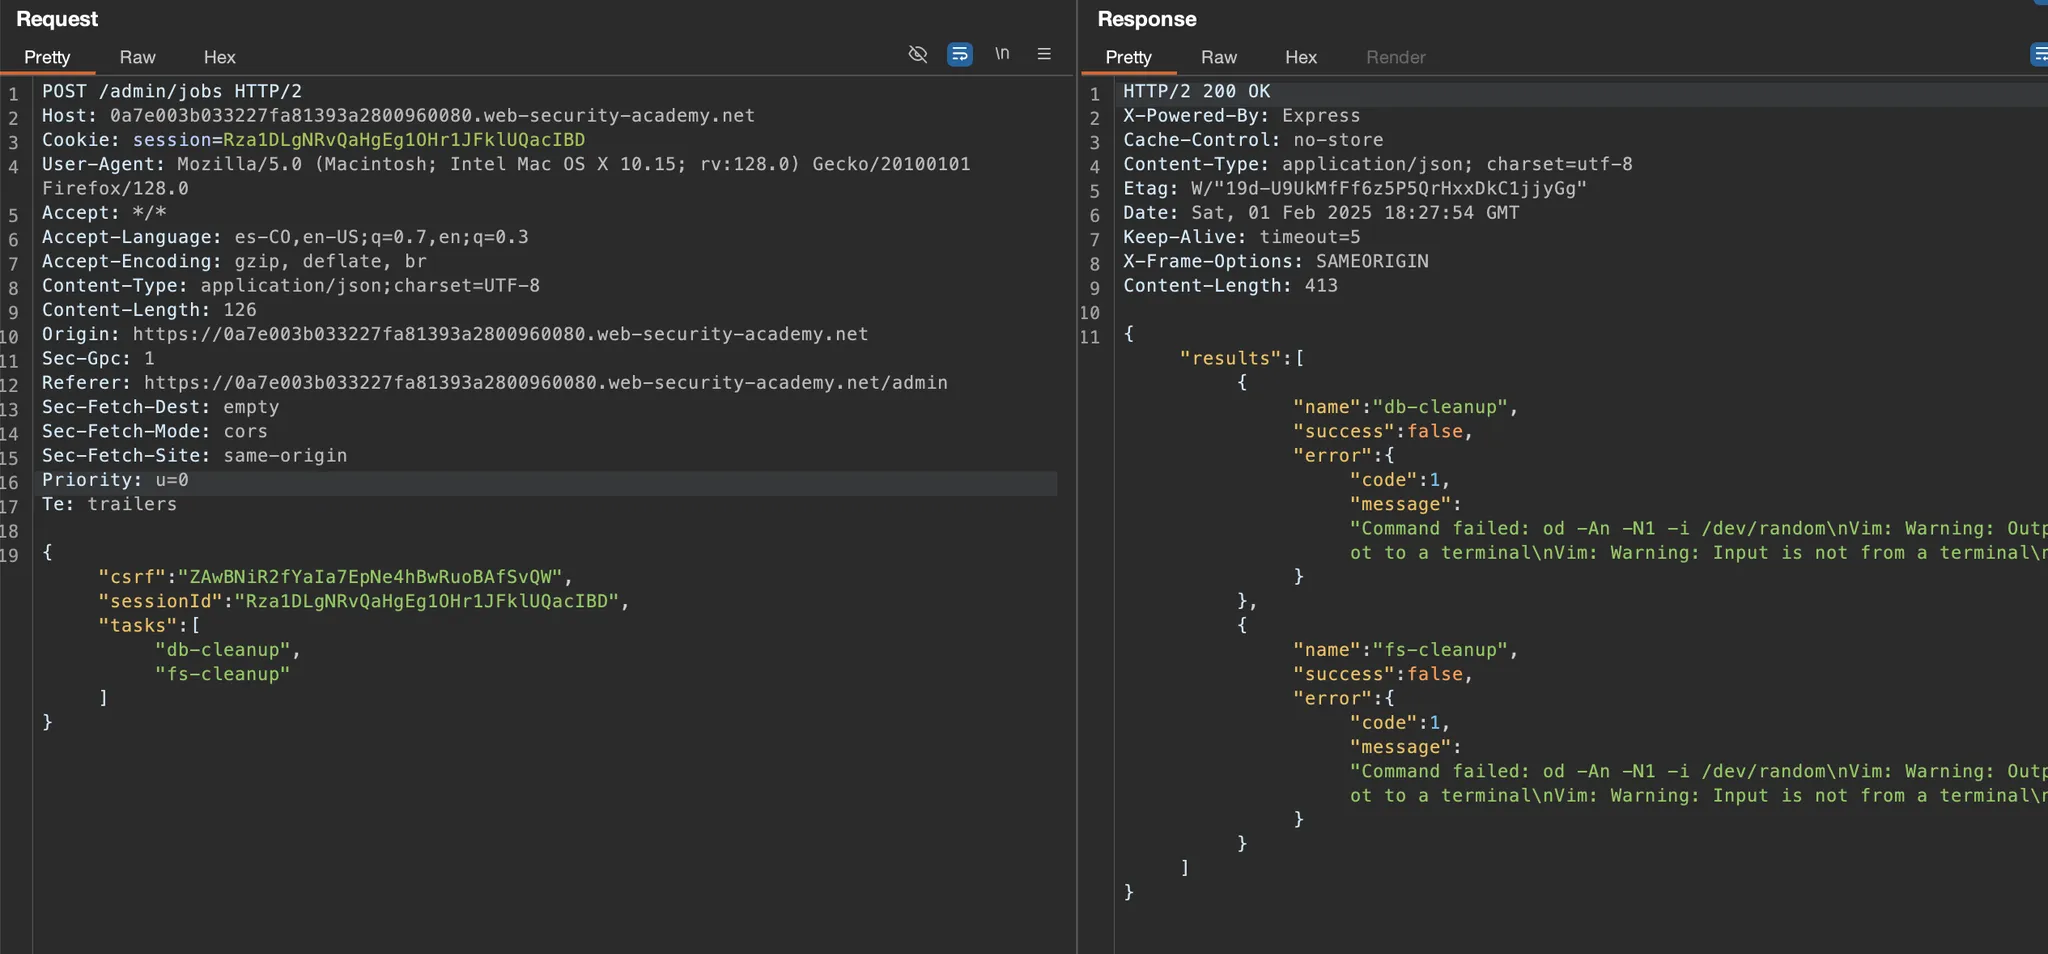 Request
Pretty Raw Hex
\n
1 POST /admin/jobs HTTP/2
2 Host: 0a7e003b033227fa81393a2800960080.web-security-academy.net
3 Cookie: session=Rza1DLgNRvQaHgEg1OHr1JFklUQacIBD
4 User-Agent: Mozilla/5.0 (Macintosh; Intel Mac OS X 10.15; rv:128.0) Gecko/20100101
Firefox/128.0
5 Accept: */*
6 Accept-Language: es-CO,en-US;q=0.7,en;q=0.3
7 Accept-Encoding: gzip, deflate, br
8 Content-Type: application/json;charset=UTF-8
9 Content-Length: 126
10 Origin: https://0a7e003b033227fa81393a2800960080.web-security-academy.net
11 Sec-Gpc: 1
12 Referer: https://0a7e003b033227fa81393a2800960080.web-security-academy.net/admin
13 Sec-Fetch-Dest: empty
14 Sec-Fetch-Mode: cors
15 Sec-Fetch-Site: same-origin
16 Priority: u=0
17 Te: trailers
18
19 {
"csrf":"ZAwBNiR2fYaIa7EpNe4hBwRuoBAfSvQW",
"sessionId":"Rza1DLgNRvQaHgEg1OHr1JFklUQacIBD",
"tasks":[
"db-cleanup",
"fs-cleanup"
]
}
Response
Pretty Raw Hex Render
1 HTTP/2 200 OK
2 X-Powered-By: Express
3 Cache-Control: no-store
4 Content-Type: application/json; charset=utf-8
5 Etag: W/"19d-U9UkMfFf6z5P5QrHxxDkC1jjyGg"
6 Date: Sat, 01 Feb 2025 18:27:54 GMT
7 Keep-Alive: timeout=5
8 X-Frame-Options: SAMEORIGIN
9 Content-Length: 413
10
11 {
"results":[
{
"name":"db-cleanup",
"success":false,
"error":{
"code":1,
"message":
"Command failed: od -An -N1 -i /dev/random\nVim: Warning: Outp
ot to a terminal\nVim: Warning: Input is not from a terminal\n
}
},
{
"name":"fs-cleanup",
"success":false,
"error":{
"code":1,
"message":
"Command failed: od -An -N1 -i /dev/random\nVim: Warning: Outp
ot to a terminal\nVim: Warning: Input is not from a terminal\n
}
}
]
}